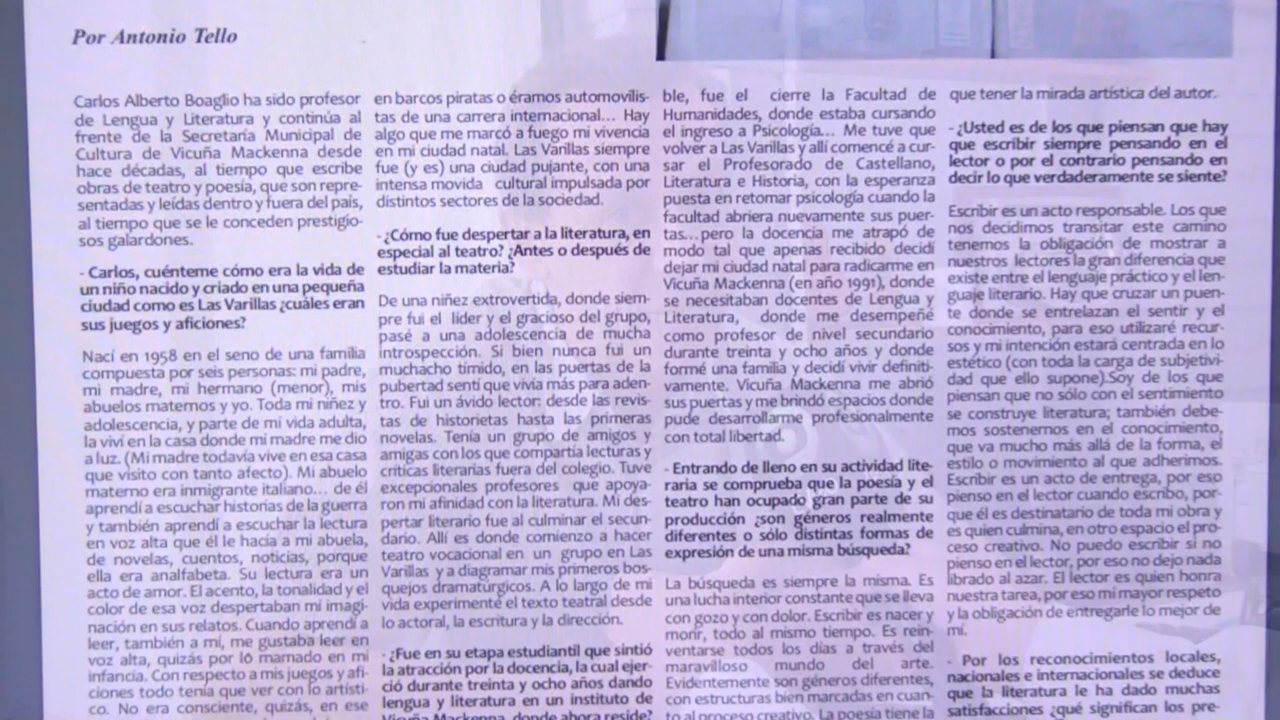 Por Antonio Tello
Carlos Alberto Boaglio ha sido profesor
de Lengua y Literatura y continúa al
frente de la Secretaría Municipal de
Cultura de Vicuña Mackenna desde
hace décadas, al tiempo que escribe
obras de teatro y poesía, que son repre-
sentadas y leídas dentro y fuera del país,
al tiempo que se le conceden prestigio-
sos galardones.
- Carlos, cuénteme cómo era la vida de
un niño nacido y criado en una pequeña
ciudad como es Las Varillas ¿cuáles eran
sus juegos y aficiones?
Nací en 1958 en el seno de una familia
compuesta por seis personas: mi padre,
mi madre, mi hermano (menor), mis
abuelos maternos y yo. Toda mi niñez y
adolescencia, y parte de mi vida adulta,
la viví en la casa donde mi madre me dio
a luz. (Mi madre todavía vive en esa casa
que visito con tanto afecto). Mi abuelo
materno era inmigrante italiano... de él
aprendí a escuchar historias de la guerra
y también aprendí a escuchar la lectura
en voz alta que él le hacía a mi abuela,
de novelas, cuentos, noticias, porque
ella era analfabeta. Su lectura era un
acto de amor. El acento, la tonalidad y el
color de esa voz despertaban mi imagi-
nación en sus relatos. Cuando aprendí a
leer, también a mí, me gustaba leer en
voz alta, quizás por lo mamado en mi
infancia. Con respecto a mis juegos y afi-
ciones todo tenía que ver con lo artísti-
co. No era consciente, quizás, en ese
en barcos piratas o éramos automovilis-
tas de una carrera internacional... Hay
algo que me marcó a fuego mi vivencia
en mi ciudad natal. Las Varillas siempre
fue (y es) una ciudad pujante, con una
intensa movida cultural impulsada por
distintos sectores de la sociedad.
- ¿Cómo fue despertar a la literatura, en
especial al teatro? ¿Antes o después de
estudiar la materia?
De una niñez extrovertida, donde siem-
pre fui el líder y el gracioso del grupo,
pasé a una adolescencia de mucha
introspección. Si bien nunca fui un
muchacho tímido, en las puertas de la
pubertad sentí que vivía más para aden-
tro. Fui un ávido lector: desde las revis-
tas de historietas hasta las primeras
novelas. Tenía un grupo de amigos y
amigas con los que compartía lecturas y
críticas literarias fuera del colegio. Tuve
excepcionales profesores que apoya-
ron mi afinidad con la literatura. Mi des-
pertar literario fue al culminar el secun-
dario. Allí es donde comienzo a hacer
teatro vocacional en un grupo en Las
Varillas y a diagramar mis primeros bos-
quejos dramatúrgicos. A lo largo de mi
vida experimenté el texto teatral desde
lo actoral, la escritura y la dirección.
- ¿Fue en su etapa estudiantil que sintió
la atracción por la docencia, la cual ejer-
ció durante treinta y ocho años dando
lengua y literatura en un instituto de
Vicuña Mackenna, donde ahora reside?
ble, fue el cierre la Facultad de
Humanidades, donde estaba cursando
el ingreso a Psicología... Me tuve que
volver a Las Varillas y allí comencé a cur-
sar el Profesorado de Castellano,
Literatura e Historia, con la esperanza
puesta en retomar psicología cuando la
facultad abriera nuevamente sus puer-
tas...pero la docencia me atrapó de
modo tal que apenas recibido decidí
dejar mi ciudad natal para radicarme en
Vicuña Mackenna (en año 1991), donde
se necesitaban docentes de Lengua y
Literatura, donde me desempeñé
como profesor de nivel secundario
durante treinta y ocho años y donde
formé una familia y decidí vivir definiti-
vamente. Vicuña Mackenna me abrió
sus puertas y me brindó espacios donde
pude desarrollarme profesionalmente
con total libertad.
- Entrando de lleno en su actividad lite-
raria se comprueba que la poesía y el
teatro han ocupado gran parte de su
producción ¿son géneros realmente
diferentes o sólo distintas formas de
expresión de una misma búsqueda?
La búsqueda es siempre la misma. Es
una lucha interior constante que se lleva
con gozo y con dolor. Escribir es nacer y
morir, todo al mismo tiempo. Es rein-
ventarse todos los días a través del
maravilloso mundo del arte.
Evidentemente son géneros diferentes,
con estructuras bien marcadas en cuan-
to al proceso creativo. La poesía tiene la
que tener la mirada artística del autor.
- ¿Usted es de los que piensan que hay
que escribir siempre pensando en el
lector o por el contrario pensando en
decir lo que verdaderamente se siente?
Escribir es un acto responsable. Los que
nos decidimos transitar este camino
tenemos la obligación de mostrar a
nuestros lectores la gran diferencia que
existe entre el lenguaje práctico y el len-
guaje literario. Hay que cruzar un puen-
te donde se entrelazan el sentir y el
conocimiento, para eso utilizaré recur-
sos y mi intención estará centrada en lo
estético (con toda la carga de subjetivi-
dad que ello supone).Soy de los que
piensan que no sólo con el sentimiento
se construye literatura; también debe-
mos sostenernos en el conocimiento,
que va mucho más allá de la forma, el
estilo o movimiento al que adherimos.
Escribir es un acto de entrega, por eso
pienso en el lector cuando escribo, por-
que él es destinatario de toda mi obra y
es quien culmina, en otro espacio el pro-
ceso creativo. No puedo escribir si no
pienso en el lector, por eso no dejo nada
librado al azar. El lector es quien honra
nuestra tarea, por eso mi mayor respeto
y la obligación de entregarle lo mejor de
mí.
- Por los reconocimientos locales,
nacionales e internacionales se deduce
que la literatura le ha dado muchas
satisfacciones ¿qué significan los pre-